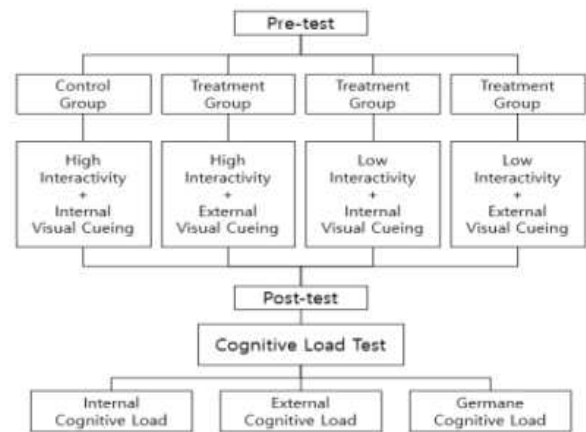 Pre-test
Control
Group
Treatment
Group
Treatment
Group
Treatment
Group
High
Interactivity
+
Internal
Visual Cueing
High
Interactivity
+
External
Visual Cueing
Low
Interactivity
+
Internal
Visual Cueing
Low
Interactivity
+
External
Visual Cueing
Post-test
Cognitive Load Test
Internal
Cognitive Load
External
Cognitive Load
Germane
Cognitive Load